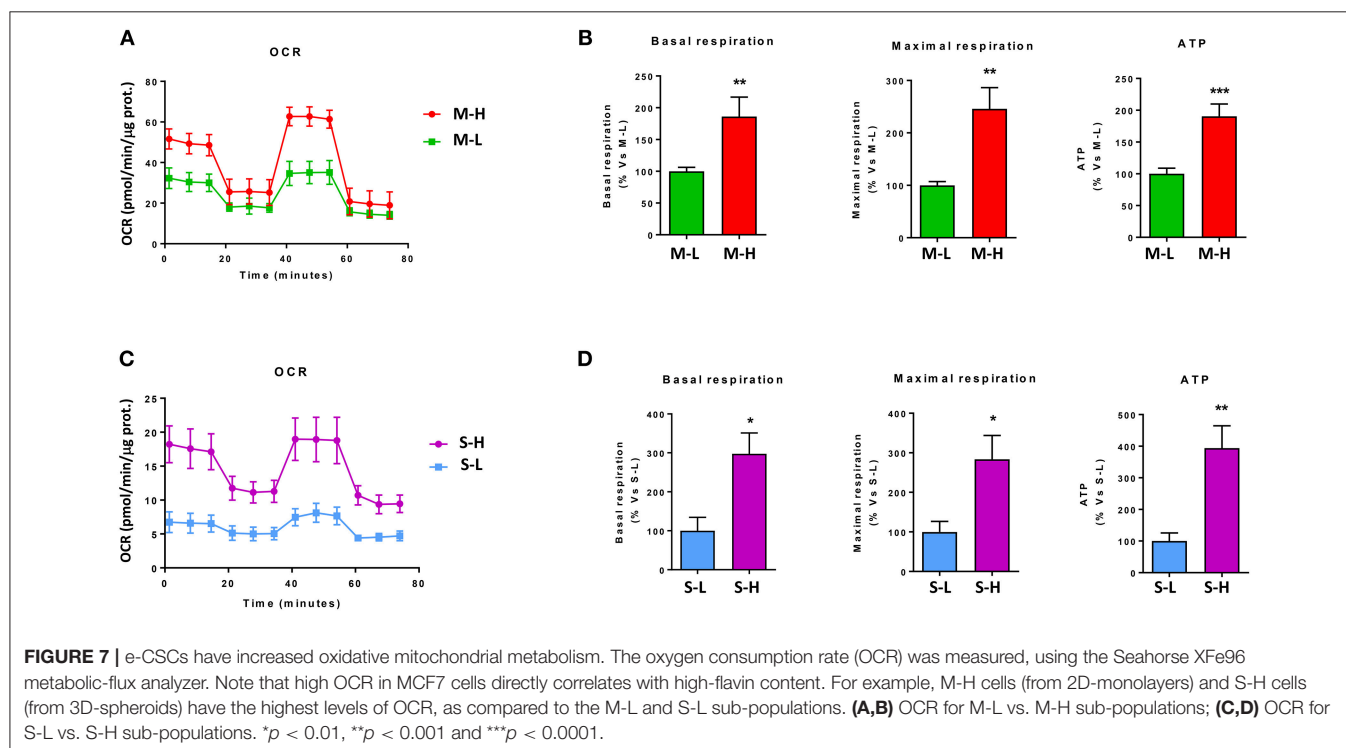 A
OCR
OCR (pmol/min/µg prot.)
80
60
40
20
0
0 20 40 60 80
Time (minutes)
M-H
M-L
B
Basal respiration
Basal respiration
(% Vs M-L)
250
200
150
100
50
0
**
M-L M-H
Maximal respiration
Maximal respiration
(% Vs M-L)
300
200
100
0
**
M-L M-H
ATP
ATP
(% Vs M-L)
250
200
150
100
50
0
***
M-L M-H
C
OCR
OCR (pmol/min/µg prot.)
25
20
15
10
5
0
0 20 40 60 80
Time (minutes)
S-H
S-L
D
Basal respiration
Basal respiration
(% Vs S-L)
400
300
200
100
0
*
S-L S-H
Maximal respiration
Maximal respiration
(% Vs S-L)
400
300
200
100
0
*
S-L S-H
ATP
ATP
(% Vs S-L)
500
400
300
200
100
0
**
S-L S-H
FIGURE 7 | e-CSCs have increased oxidative mitochondrial metabolism. The oxygen consumption rate (OCR) was measured, using the Seahorse XFe96
metabolic-flux analyzer. Note that high OCR in MCF7 cells directly correlates with high-flavin content. For example, M-H cells (from 2D-monolayers) and S-H cells
(from 3D-spheroids) have the highest levels of OCR, as compared to the M-L and S-L sub-populations. (A,B) OCR for M-L vs. M-H sub-populations; (C,D) OCR for
S-L vs. S-H sub-populations. *p < 0.01, **p < 0.001 and ***p < 0.0001.